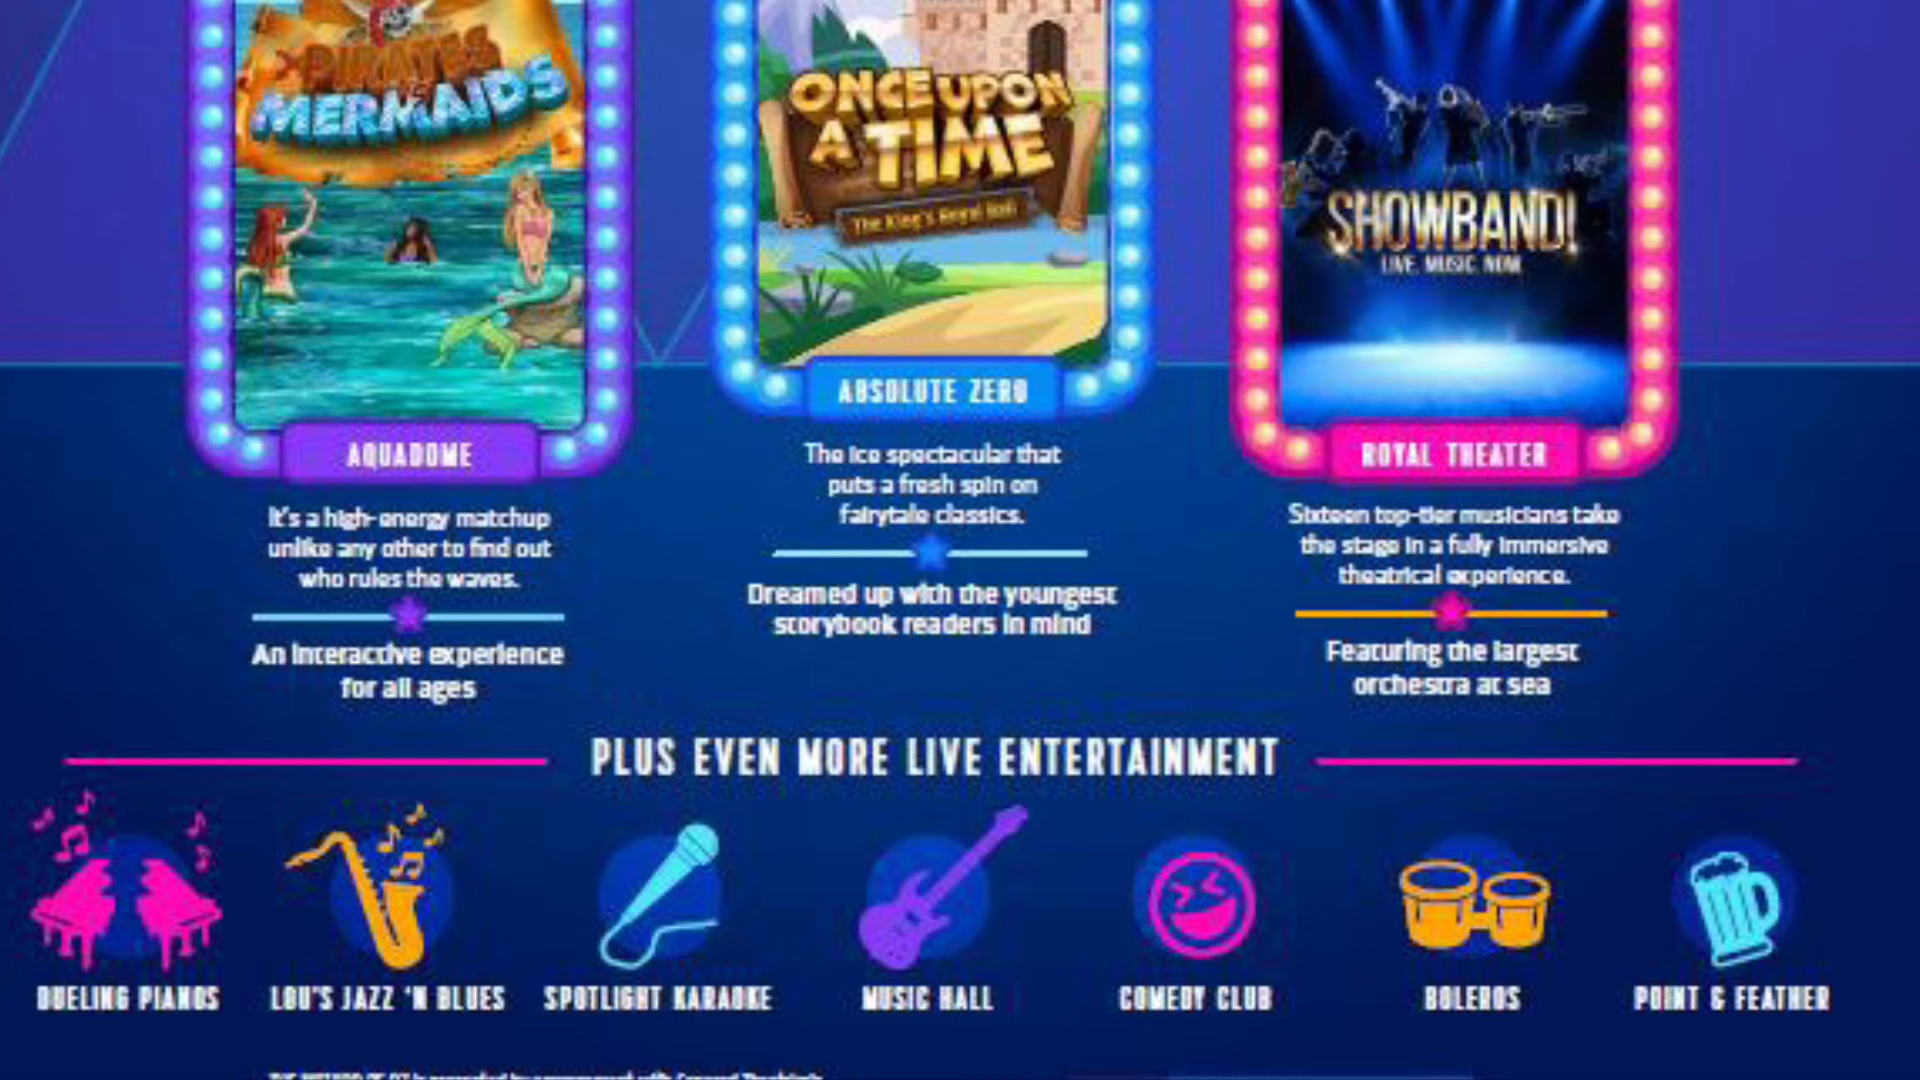 PIRATES
MERMAIDS
AQUADOME
It's a high-energy matchup
unlike any other to find out
who rules the waves.
An interactive experience
for all ages
ONCE UPON
A TIME
The King's Royal
ABSOLUTE ZERO
The ice spectacular that
puts a fresh spin on
fairytale classics.
Dreamed up with the youngest
storybook readers in mind
SHOWBAND!
LIVE. MUSIC. NOW.
ROYAL THEATER
Sixteen top-tier musicians take
the stage in a fully immersive
theatrical experience.
Featuring the largest
orchestra at sea
PLUS EVEN MORE LIVE ENTERTAINMENT
DUELING PIANOS
LOU'S JAZZ 'N BLUES
SPOTLIGHT KARAOKE
MUSIC HALL
COMEDY CLUB
BOLEROS
POINT & FEATHER